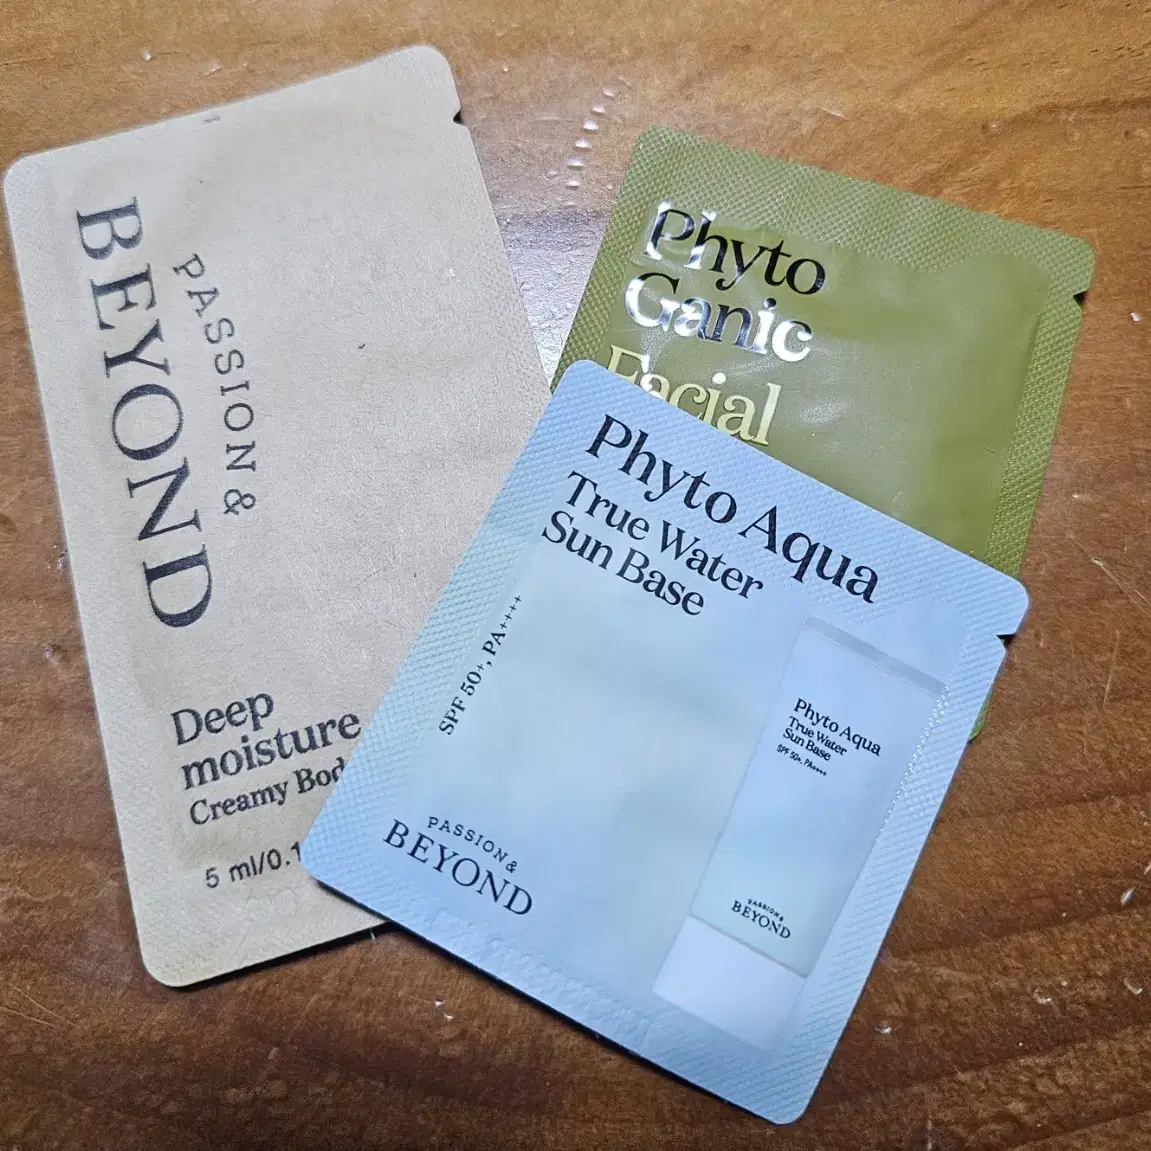 PASSION &
BEYOND
Deep
moisture
Creamy
5 ml/0.1
Phyto
Ganic
Facial
Phyto Aqua
True Water
Sun Base
SPF 50+, PA++++
PASSION &
BEYOND
Phyto Aqua
True Water
Sun Base
SPF 50+, PA++++
PASSION &
BEYOND